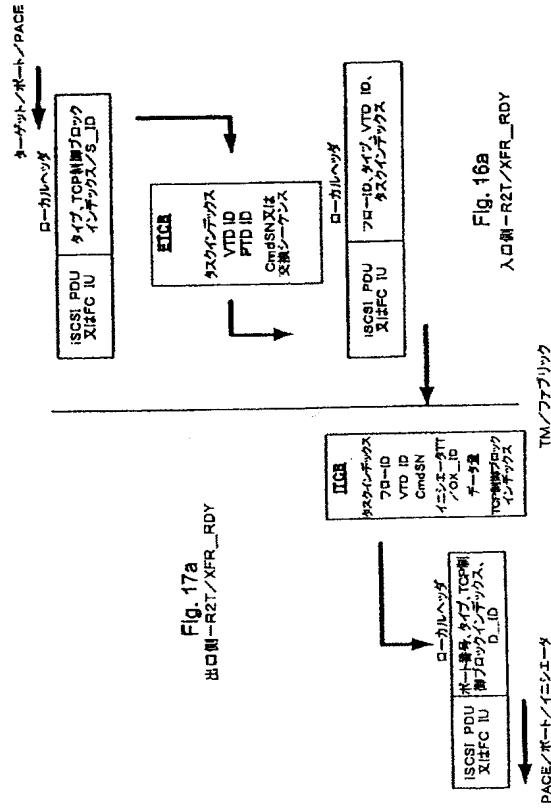 ターゲット/ポート/PACE
ローカルヘッダ
iSCSI PDU
又はFC IU
タイプ、TCP制御ブロック
インデックス/S_ID
ETCB
タスクインデックス
VTD ID
PTD ID
CmdSN又は
交換シーケンス
ローカルヘッダ
iSCSI PDU
又はFC IU
フローID、タイプ、VTD ID、
タスクインデックス
Fig. 16a
入口側−R2T/XFR_RDY
TM/ファブリック
ITCB
タスクインデックス
フローID
VTD ID
CmdSN
イニシエータTT
/OX_ID
データ量
TCP制御ブロック
インデックス
Fig. 17a
出口側−R2T/XFR_RDY
ローカルヘッダ
iSCSI PDU
又はFC IU
ポート番号、タイプ、TCP制
御ブロックインデックス、
D_ID
PACE/ポート/イニシエータ